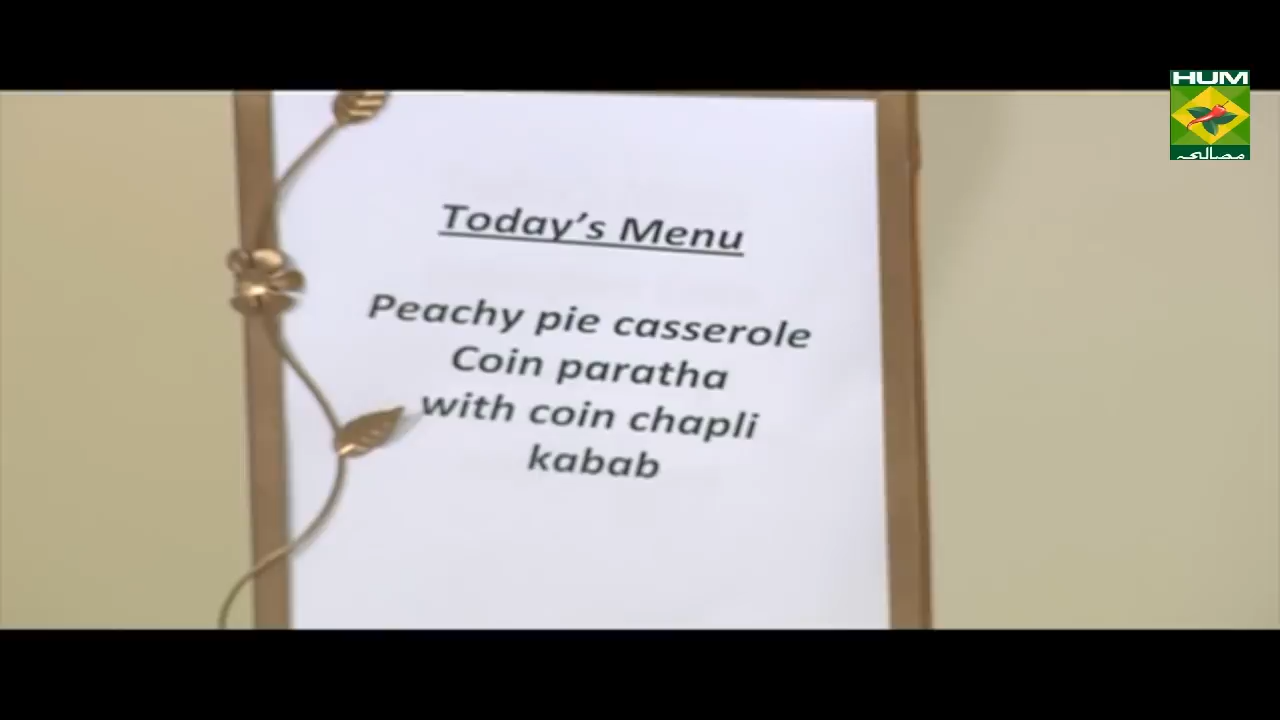 HUM
مصالحہ
Today's Menu
Peachy pie casserole
Coin paratha
with coin chapli
kabab